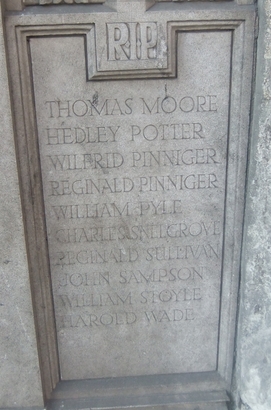 RIP
THOMAS MOORE
HEDLEY POTTER
WILFRID PINNIGER
REGINALD PINNIGER
WILLIAM PYLE
CHARLES SNELGROVE
REGINALD SULLIVAN
JOHN SAMPSON
WILLIAM STOYLE
HAROLD WADE